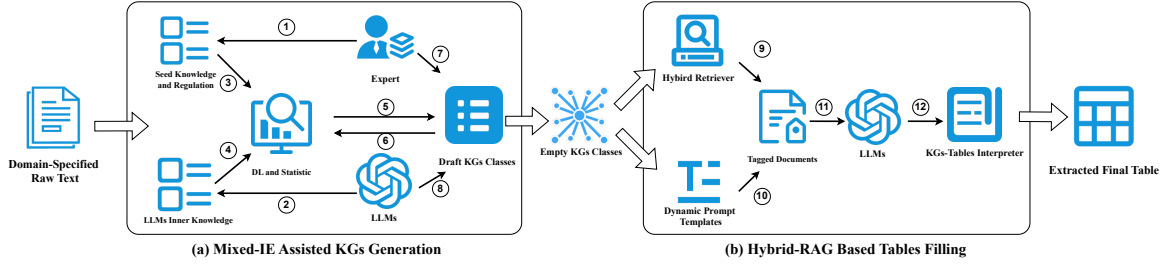 Domain-Specified
Raw Text
1
Seed Knowledge
and Regulation
3
Expert
7
DL and Statistic
5
6
Draft KGs Classes
4
LLMs Inner Knowledge
2
LLMs
8
(a) Mixed-IE Assisted KGs Generation
Empty KGs Classes
Hybird Retriever
9
Tagged Documents
11
LLMs
12
KGs-Tables Interpreter
Dynamic Prompt
Templates
10
(b) Hybrid-RAG Based Tables Filling
Extracted Final Table